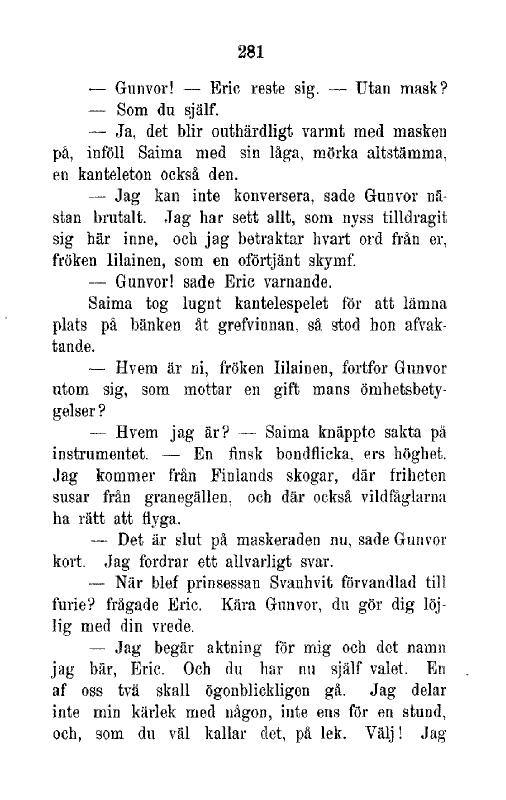 281
— Gunvor! — Eric reste sig. — Utan mask?
— Som du själf.
— Ja, det blir outhärdligt varmt med masken
på, inföll Saima med sin låga, mörka altstämma,
en kanteleton också den.
— Jag kan inte konversera, sade Gunvor nä-
stan brutalt. Jag har sett allt, som nyss tilldragit
sig här inne, och jag betraktar hvart ord från er,
fröken Iilainen, som en oförtjänt skymf.
— Gunvor! sade Eric varnande.
Saima tog lugnt kantelespelet för att lämna
plats på bänken åt grefvinnan, så stod hon afvak-
tande.
— Hvem är ni, fröken Iilainen, fortfor Gunvor
utom sig, som mottar en gift mans ömhetsbety-
gelser?
— Hvem jag är? — Saima knäppte sakta på
instrumentet. — En finsk bondflicka, ers höghet.
Jag kommer från Finlands skogar, där friheten
susar från granegällen, och där också vildfåglarna
ha rätt att flyga.
— Det är slut på maskeraden nu, sade Gunvor
kort. Jag fordrar ett allvarligt svar.
— När blef prinsessan Svanhvit förvandlad till
furie? frågade Eric. Kära Gunvor, du gör dig löj-
lig med din vrede.
— Jag begär aktning för mig och det namn
jag bär, Eric. Och du har nu själf valet. En
af oss två skall ögonblickligen gå. Jag delar
inte min kärlek med någon, inte ens för en stund,
och, som du väl kallar det, på lek. Välj! Jag